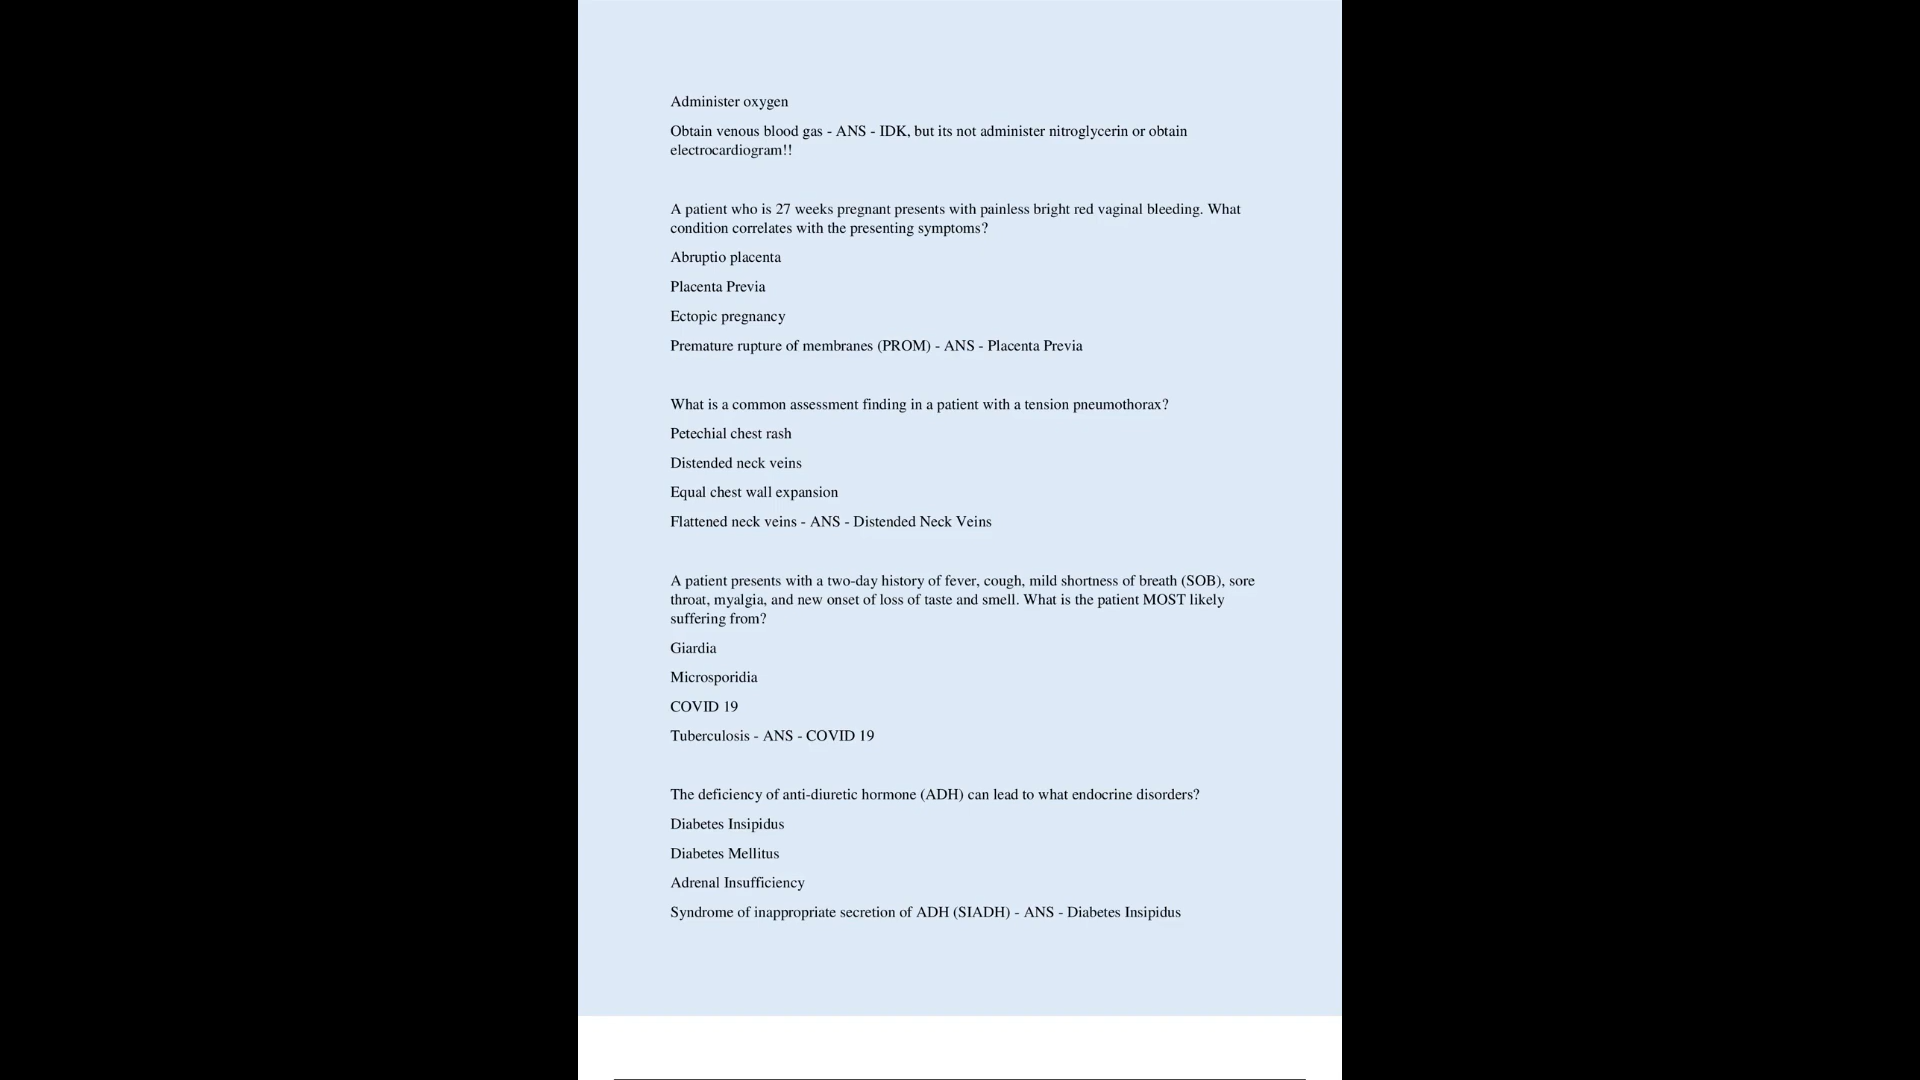 Administer oxygen
Obtain venous blood gas - ANS - IDK, but its not administer nitroglycerin or obtain
electrocardiogram!!
A patient who is 27 weeks pregnant presents with painless bright red vaginal bleeding. What
condition correlates with the presenting symptoms?
Abruptio placenta
Placenta Previa
Ectopic pregnancy
Premature rupture of membranes (PROM) - ANS - Placenta Previa
What is a common assessment finding in a patient with a tension pneumothorax?
Petechial chest rash
Distended neck veins
Equal chest wall expansion
Flattened neck veins - ANS - Distended Neck Veins
A patient presents with a two-day history of fever, cough, mild shortness of breath (SOB), sore
throat, myalgia, and new onset of loss of taste and smell. What is the patient MOST likely
suffering from?
Giardia
Microsporidia
COVID 19
Tuberculosis - ANS - COVID 19
The deficiency of anti-diuretic hormone (ADH) can lead to what endocrine disorders?
Diabetes Insipidus
Diabetes Mellitus
Adrenal Insufficiency
Syndrome of inappropriate secretion of ADH (SIADH) - ANS - Diabetes Insipidus